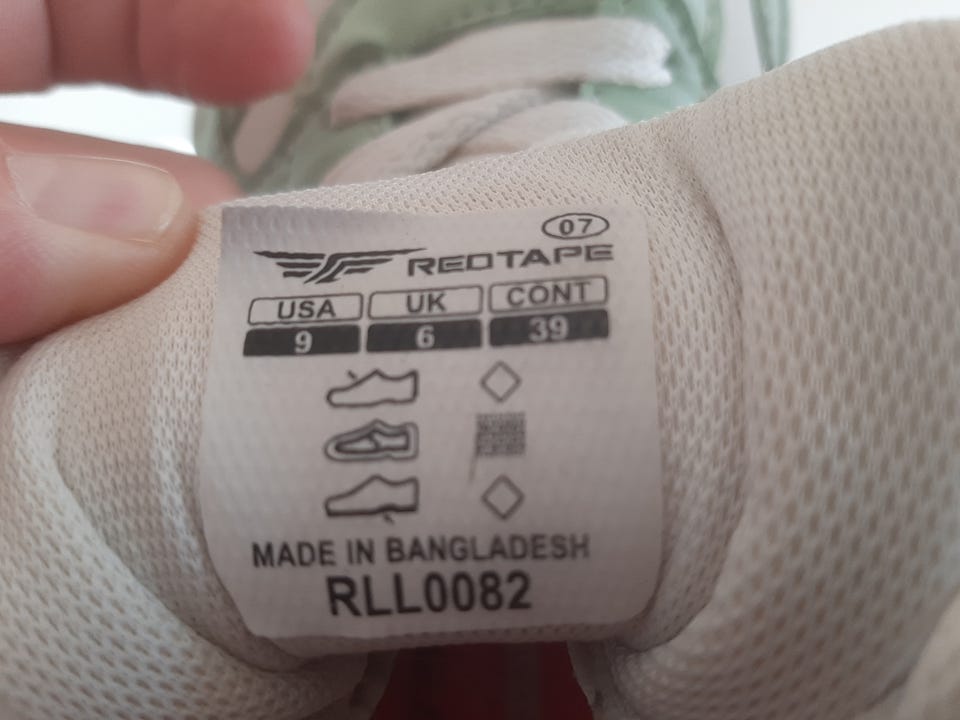 07
REDTAPE
USA UK CONT
9 6 39
MADE IN BANGLADESH
RLL0082